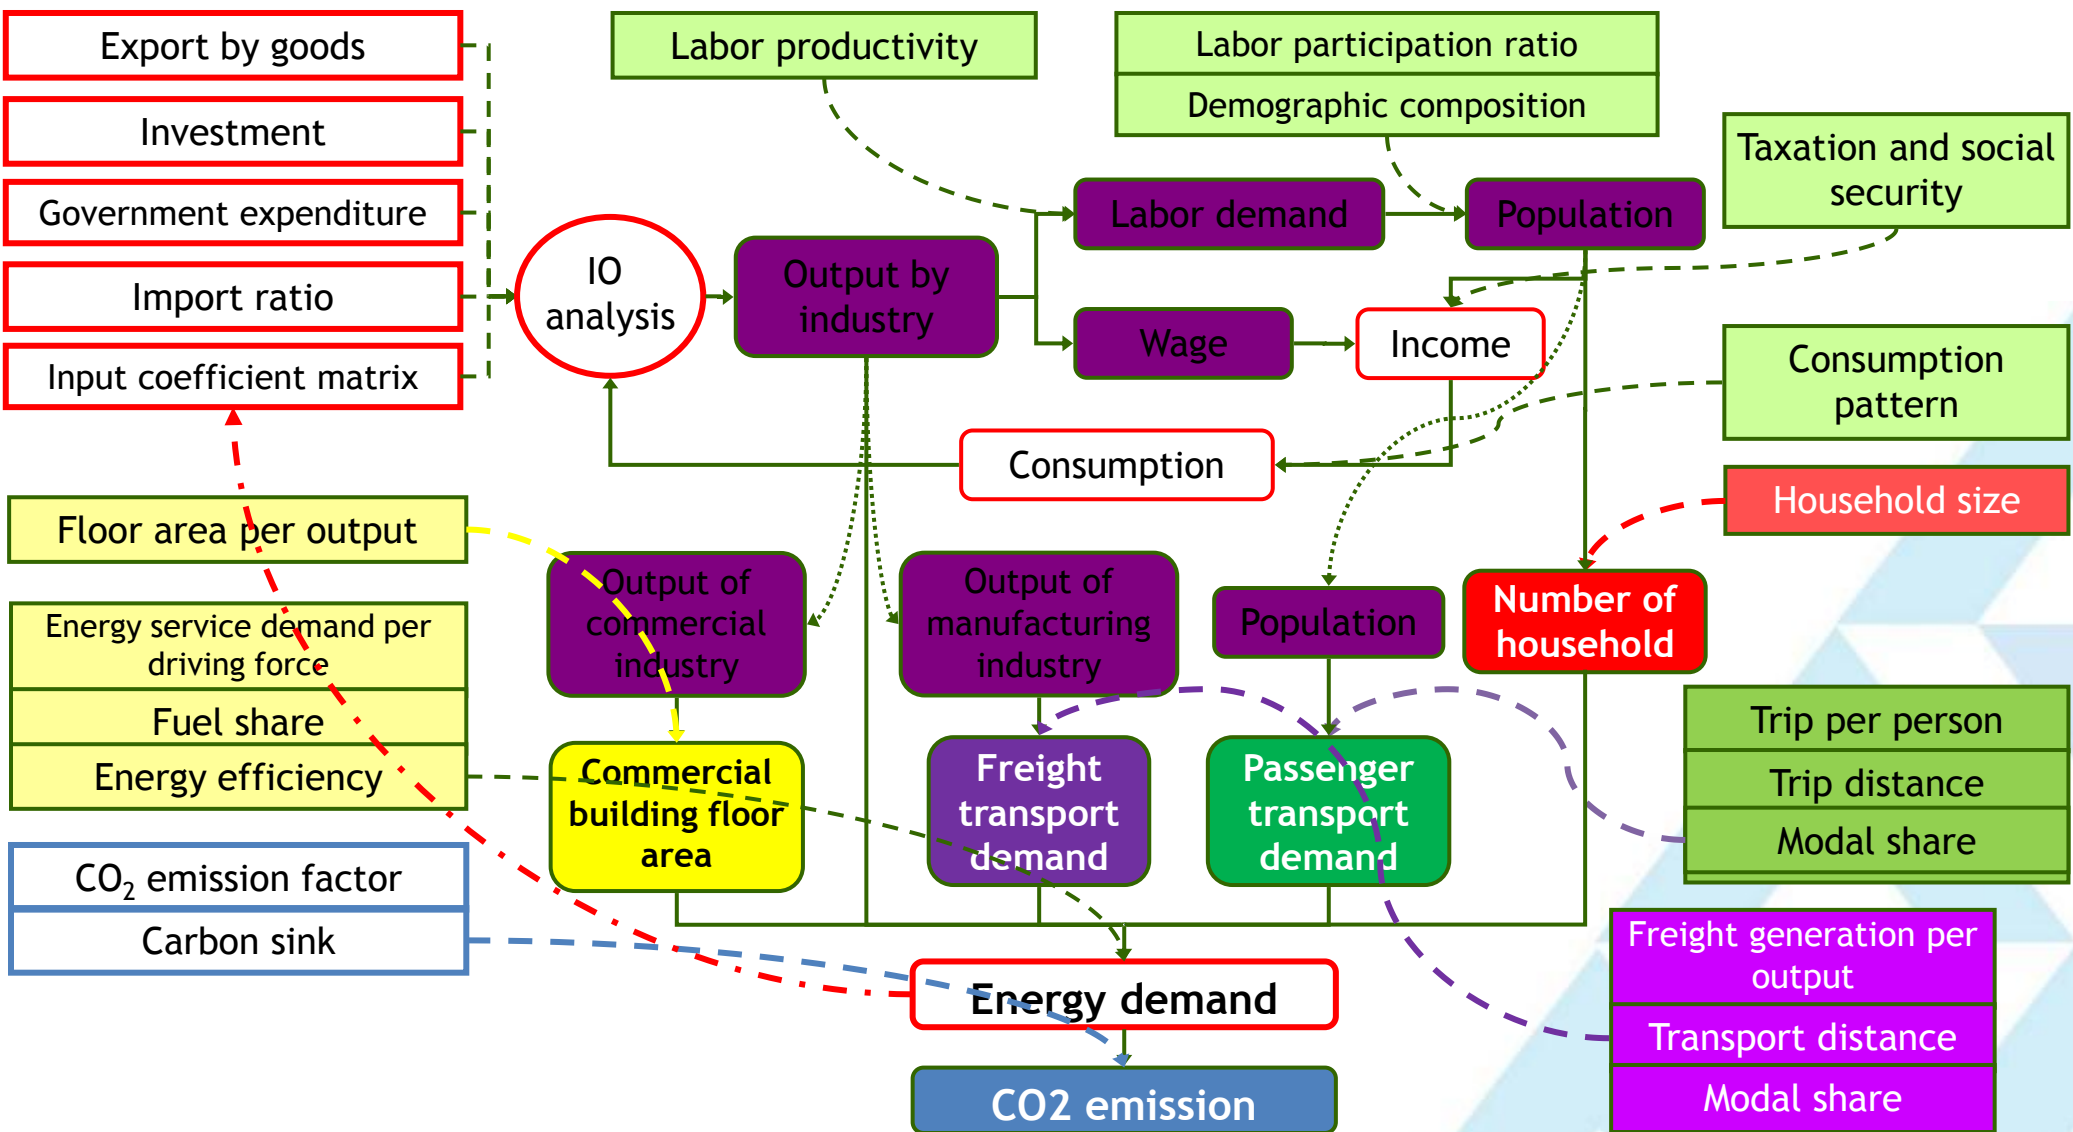 Export by goods
Investment
Government expenditure
Import ratio
Input coefficient matrix
Labor productivity
Labor participation ratio
Demographic composition
Taxation and social
security
IO
analysis
Output by
industry
Labor demand
Population
Wage
Income
Consumption
pattern
Consumption
Household size
Floor area per output
Energy service demand per
driving force
Fuel share
Energy efficiency
CO₂ emission factor
Carbon sink
Output of
commercial
industry
Output of
manufacturing
industry
Population
Number of
household
Commercial
building floor
area
Freight
transport
demand
Passenger
transport
demand
Trip per person
Trip distance
Modal share
Freight generation per
output
Transport distance
Modal share
Energy demand
CO2 emission